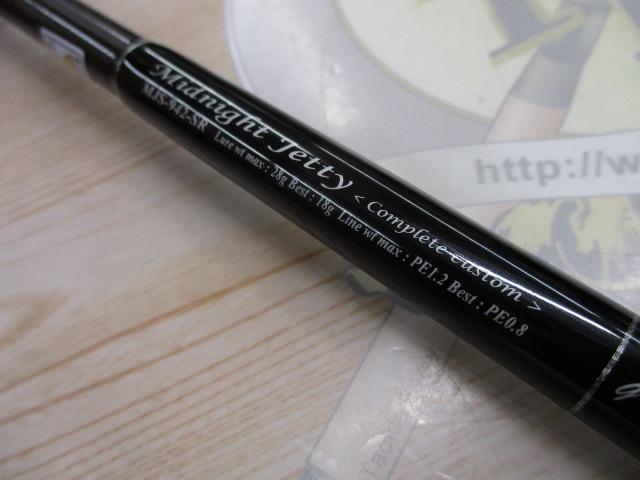 Midnight Jetty < Complete custom >
MJS-942-SR Lure wt max : 28g Best : 18g Line wt max : PE1.2 Best : PE0.8
http://w
Tackl